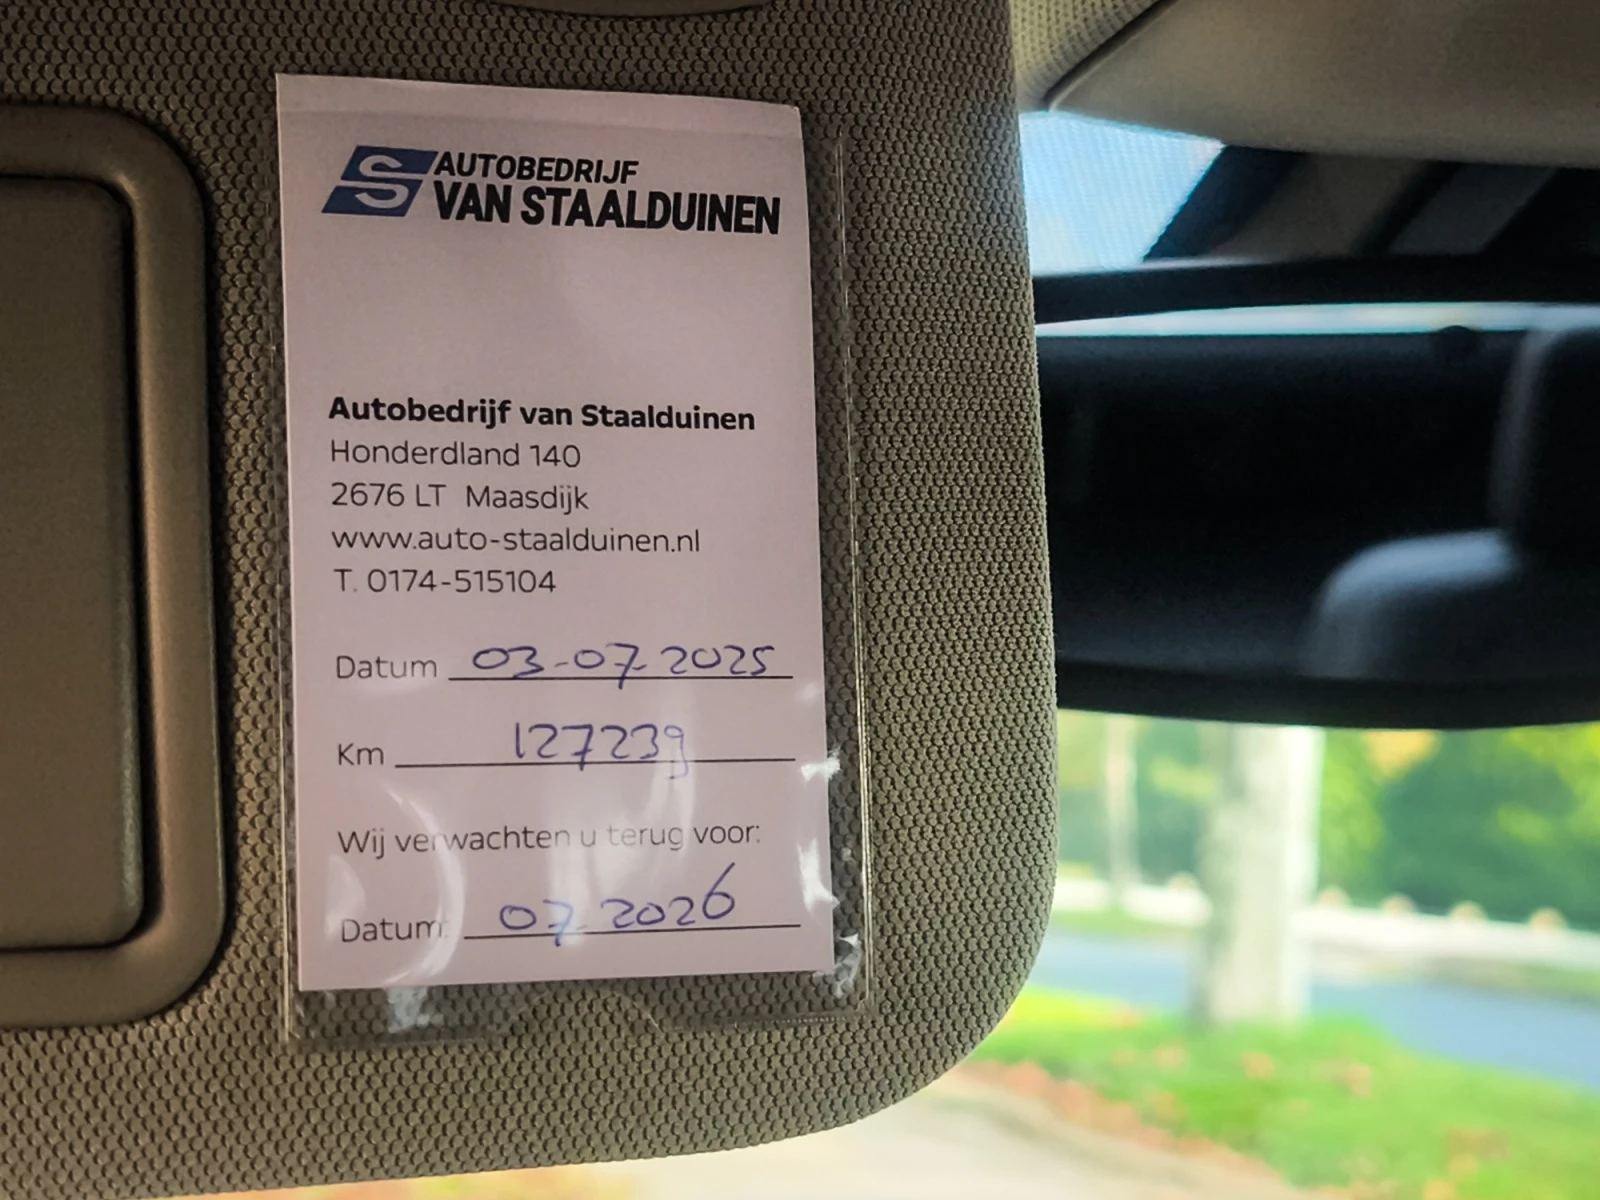 S AUTOBEDRIJF
VAN STAALDUINEN
Autobedrijf van Staalduinen
Honderdland 140
2676 LT Maasdijk
www.auto-staalduinen.nl
T. 0174-515104
Datum 03-07-2025
Km 127239
Wij verwachten u terug voor:
Datum: 07-2026